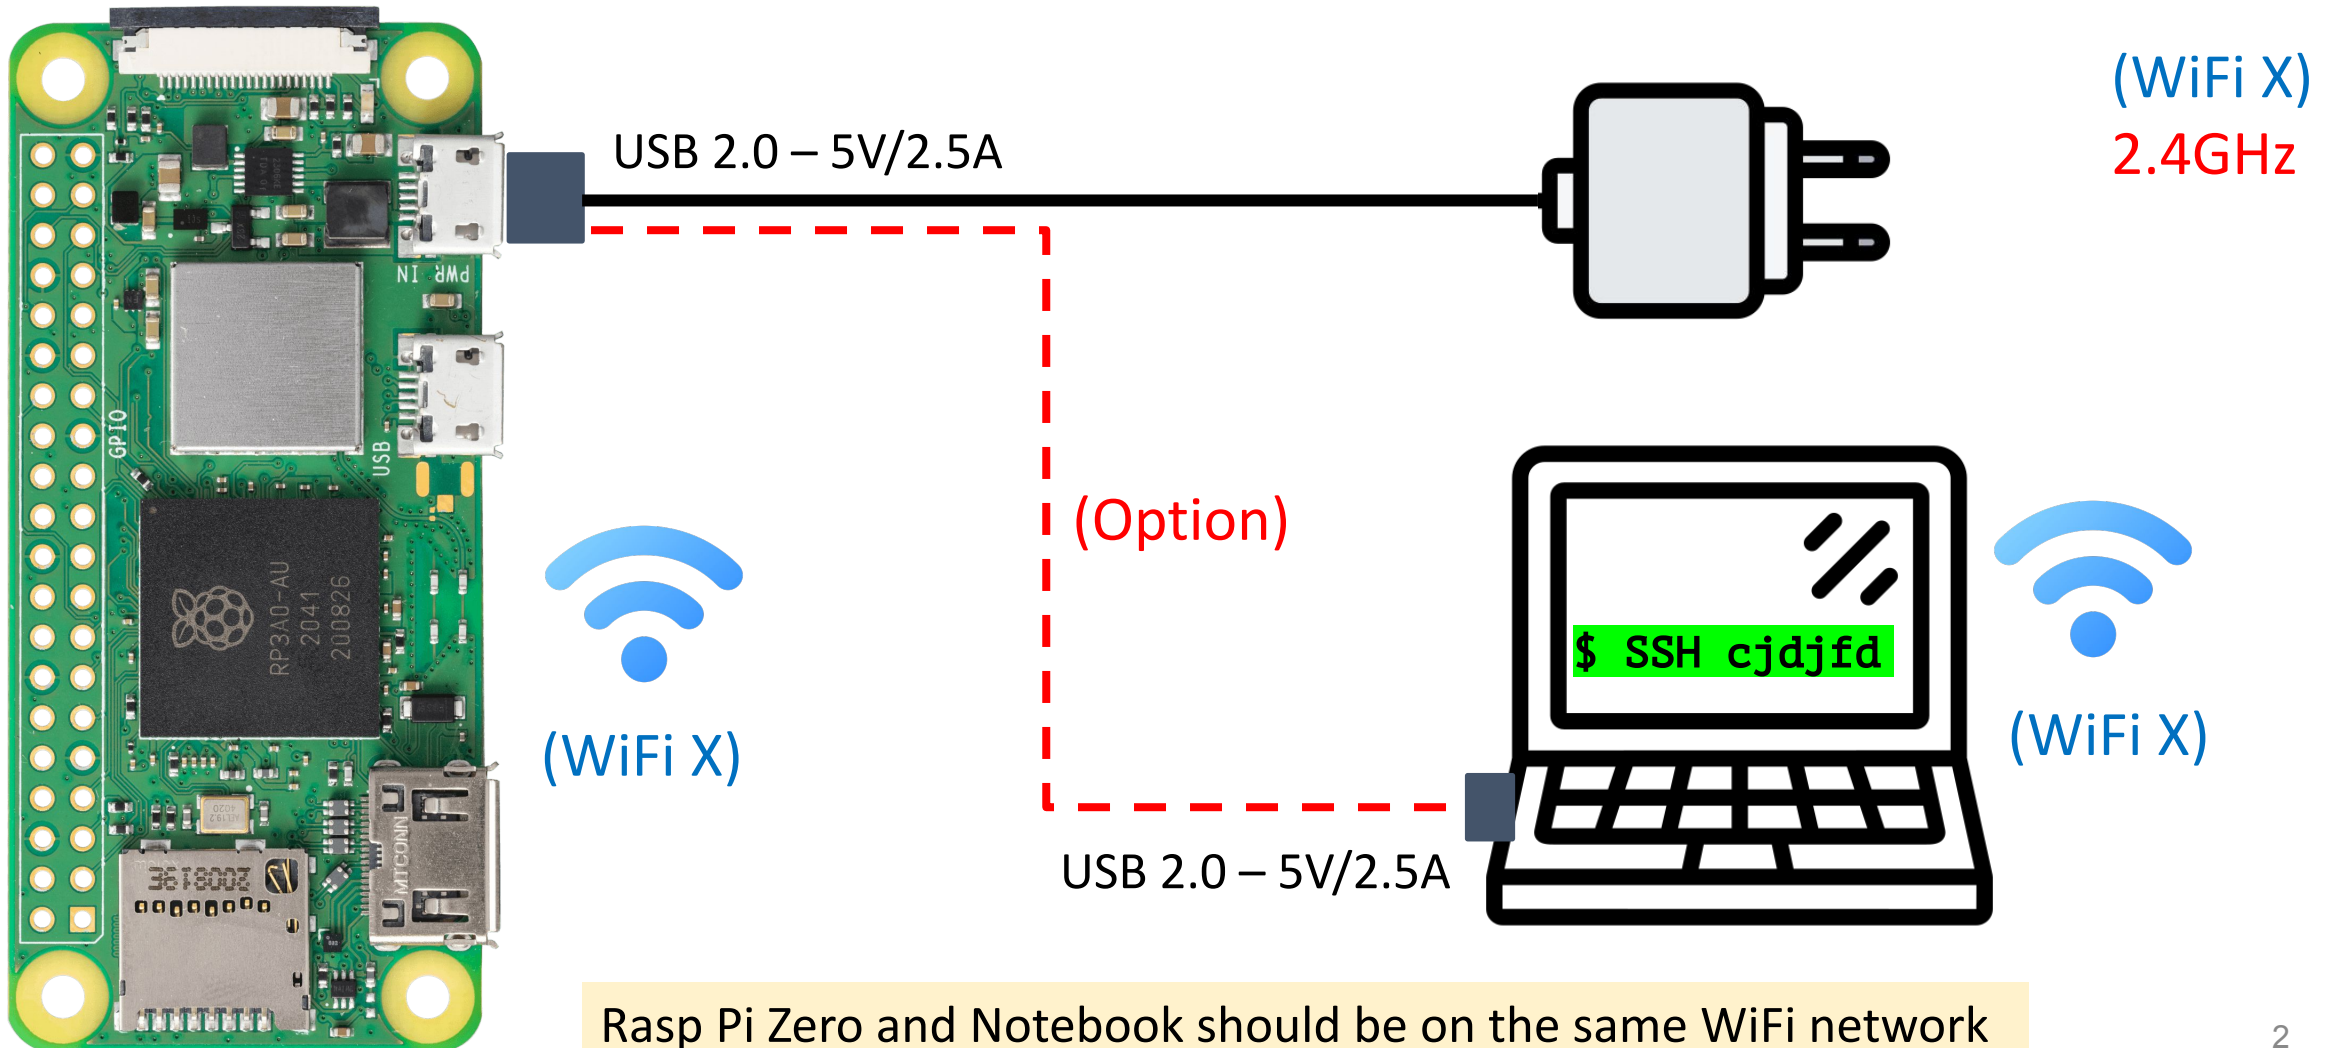 (WiFi X)
2.4GHz
USB 2.0 – 5V/2.5A
PWR IN
GPIO
USB
(Option)
RP3A0-AU
2041
200826
$ SSH cjdjfd
(WiFi X)
(WiFi X)
MTCONN
USB 2.0 – 5V/2.5A
Rasp Pi Zero and Notebook should be on the same WiFi network
2